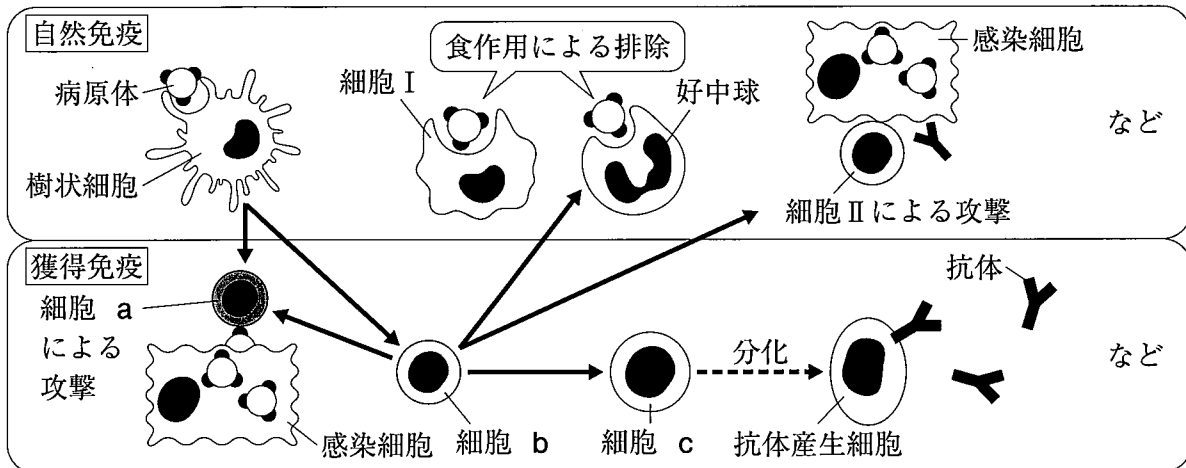 自然免疫
病原体
樹状細胞
細胞Ⅰ
食作用による排除
好中球
感染細胞
など
細胞Ⅱによる攻撃
獲得免疫
細胞 a
による
攻撃
感染細胞
細胞 b
細胞 c
分化
抗体産生細胞
抗体
など